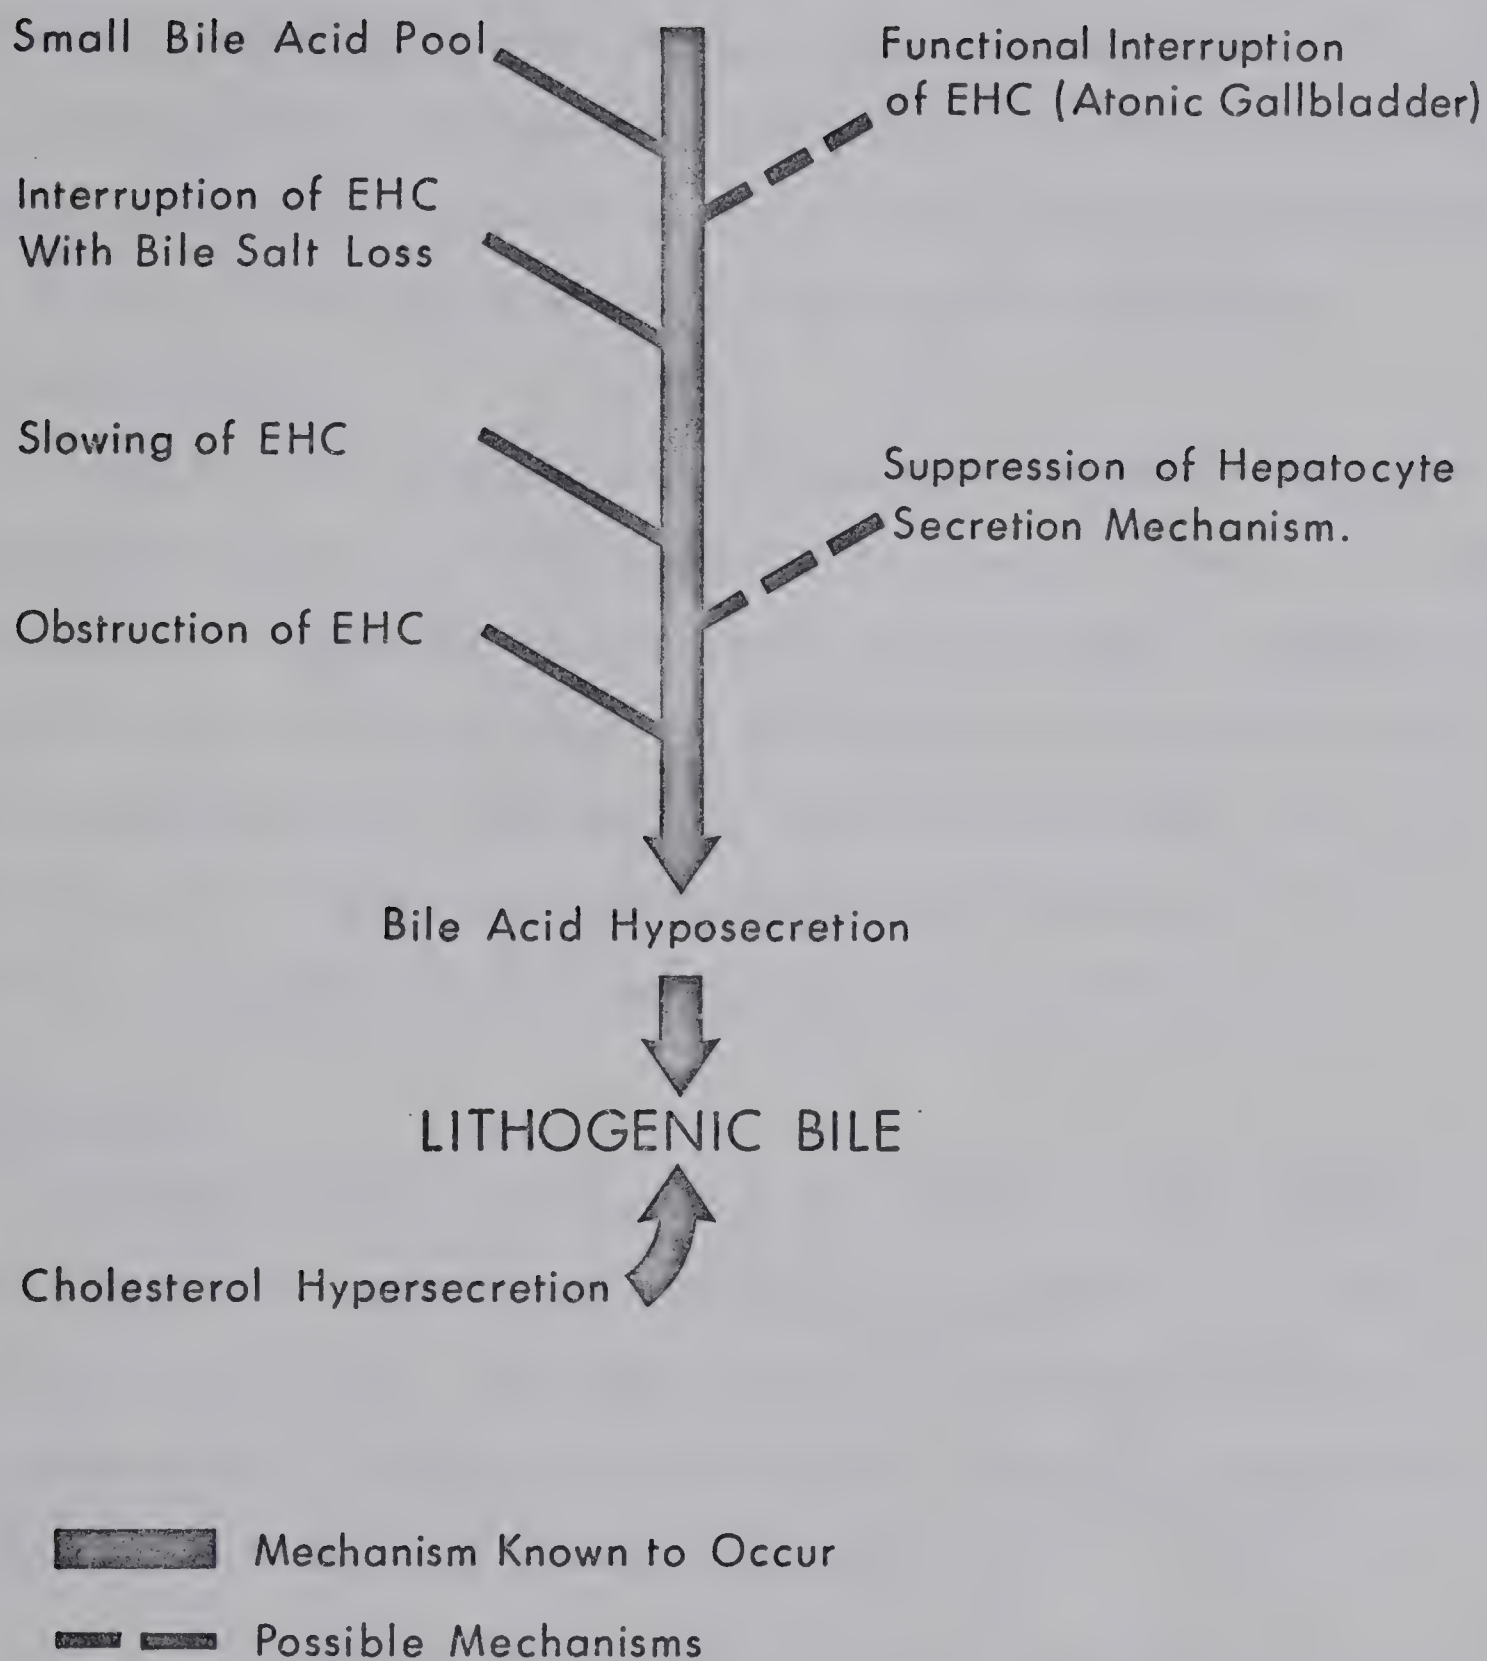 Small Bile Acid Pool
Functional Interruption
of EHC (Atonic Gallbladder)
Interruption of EHC
With Bile Salt Loss
Slowing of EHC
Suppression of Hepatocyte
Secretion Mechanism.
Obstruction of EHC
Bile Acid Hyposecretion
LITHOGENIC BILE
Cholesterol Hypersecretion
Mechanism Known to Occur
Possible Mechanisms